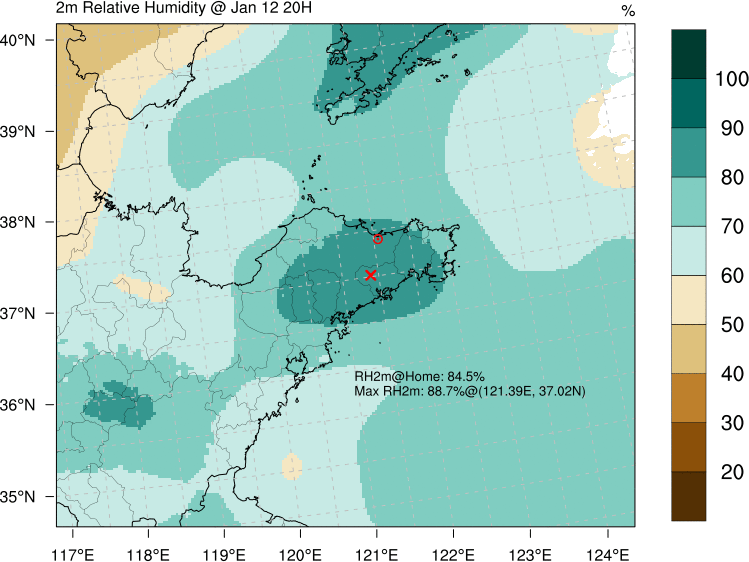 2m Relative Humidity @ Jan 12 20H
%
40°N
39°N
38°N
37°N
36°N
35°N
100
90
80
70
60
50
40
30
20
RH2m@Home: 84.5%
Max RH2m: 88.7%@(121.39E, 37.02N)
117°E 118°E 119°E 120°E 121°E 122°E 123°E 124°E